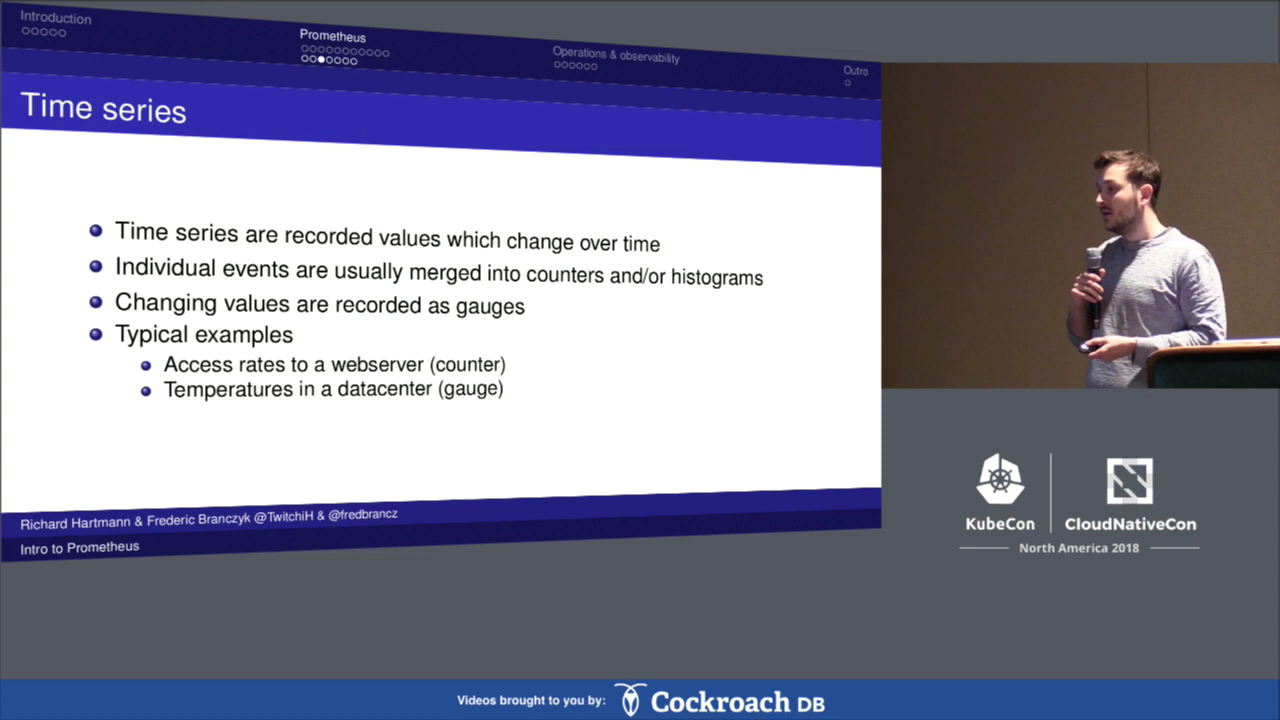 Introduction
Prometheus
Operations & observability
Outro
Time series
Time series are recorded values which change over time
Individual events are usually merged into counters and/or histograms
Changing values are recorded as gauges
Typical examples
Access rates to a webserver (counter)
Temperatures in a datacenter (gauge)
Richard Hartmann & Frederic Branczyk @TwitchiH & @fredbrancz
Intro to Prometheus
KubeCon
CloudNativeCon
North America 2018
Videos brought to you by:
Cockroach DB